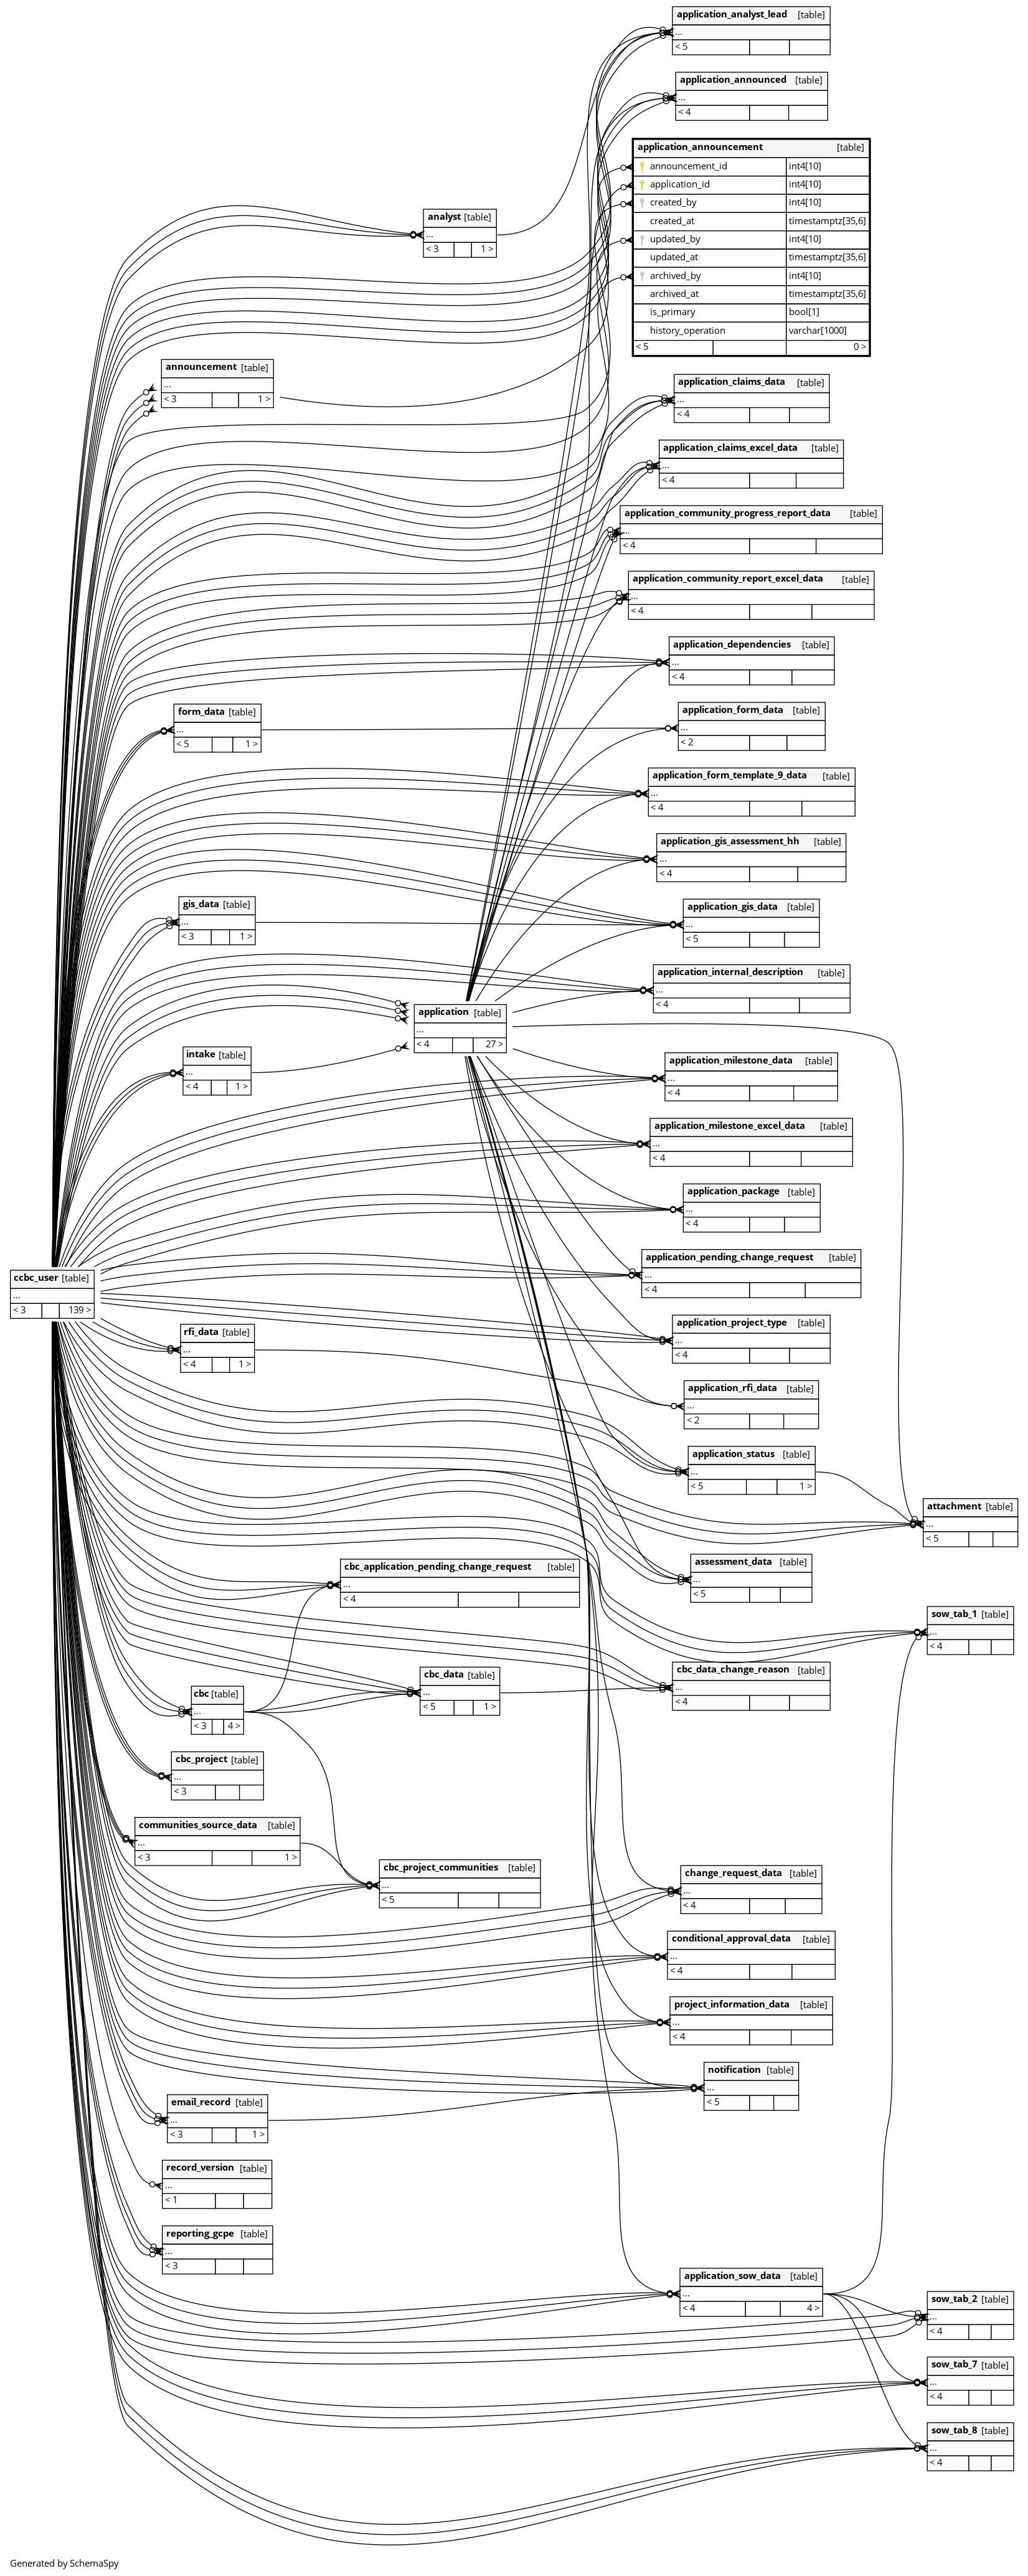 application_analyst_lead [table]
...
< 5
application_announced [table]
...
< 4
application_announcement [table]
announcement_id int4[10]
application_id int4[10]
created_by int4[10]
created_at timestamptz[35,6]
updated_by int4[10]
updated_at timestamptz[35,6]
archived_by int4[10]
archived_at timestamptz[35,6]
is_primary bool[1]
history_operation varchar[1000]
< 5 0 >
analyst [table]
...
< 3 1 >
announcement [table]
...
< 3 1 >
application_claims_data [table]
...
< 4
application_claims_excel_data [table]
...
< 4
application_community_progress_report_data [table]
...
< 4
application_community_report_excel_data [table]
...
< 4
application_dependencies [table]
...
< 4
form_data [table]
...
< 5 1 >
application_form_data [table]
...
< 2
application_form_template_9_data [table]
...
< 4
application_gis_assessment_hh [table]
...
< 4
gis_data [table]
...
< 3 1 >
application_gis_data [table]
...
< 5
application_internal_description [table]
...
< 4
application [table]
...
< 4 27 >
intake [table]
...
< 4 1 >
application_milestone_data [table]
...
< 4
application_milestone_excel_data [table]
...
< 4
application_package [table]
...
< 4
application_pending_change_request [table]
...
< 4
ccbc_user [table]
...
< 3 139 >
application_project_type [table]
...
< 4
rfi_data [table]
...
< 4 1 >
application_rfi_data [table]
...
< 2
application_status [table]
...
< 5 1 >
attachment [table]
...
< 5
assessment_data [table]
...
< 5
cbc_application_pending_change_request [table]
...
< 4
sow_tab_1 [table]
...
< 4
cbc_data_change_reason [table]
...
< 4
cbc_data [table]
...
< 5 1 >
cbc [table]
...
< 3 4 >
cbc_project [table]
...
< 3
communities_source_data [table]
...
< 3 1 >
cbc_project_communities [table]
...
< 5
change_request_data [table]
...
< 4
conditional_approval_data [table]
...
< 4
project_information_data [table]
...
< 4
notification [table]
...
< 5
email_record [table]
...
< 3 1 >
record_version [table]
...
< 1
reporting_gcpe [table]
...
< 3
application_sow_data [table]
...
< 4 4 >
sow_tab_2 [table]
...
< 4
sow_tab_7 [table]
...
< 4
sow_tab_8 [table]
...
< 4
Generated by SchemaSpy